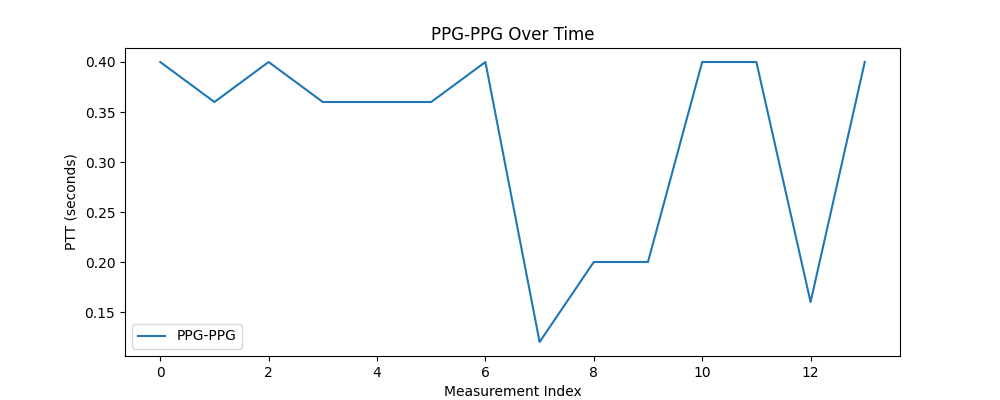 PPG-PPG Over Time
PTT (seconds)
0.40
0.35
0.30
0.25
0.20
0.15
PPG-PPG
0 2 4 6 8 10 12
Measurement Index